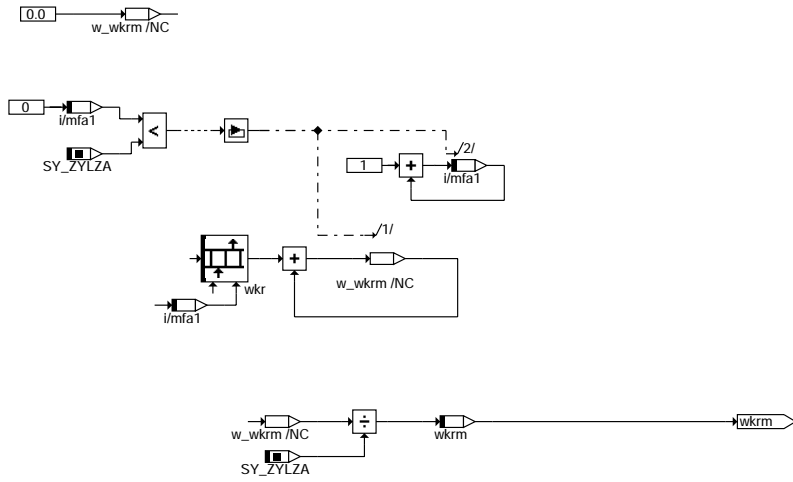 0.0
w_wkrm /NC
0
i/mfa1
<
SY_ZYLZA
/2/
1
+
i/mfa1
/1/
+
wkr
w_wkrm /NC
i/mfa1
÷
w_wkrm /NC
wkrm
wkrm
SY_ZYLZA